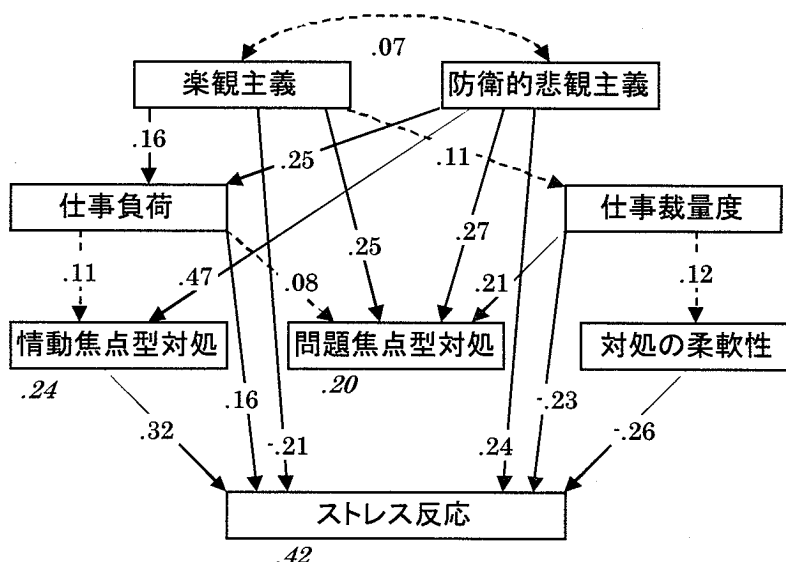 .07
楽観主義 防衛的悲観主義
.16 .25 .11
仕事負荷 仕事裁量度
.11 .47 .08 .25 .27 .21 .12
情動焦点型対処 問題焦点型対処 対処の柔軟性
.24 .20
.32 .16 -.21 .24 -.23 -.26
ストレス反応
.42